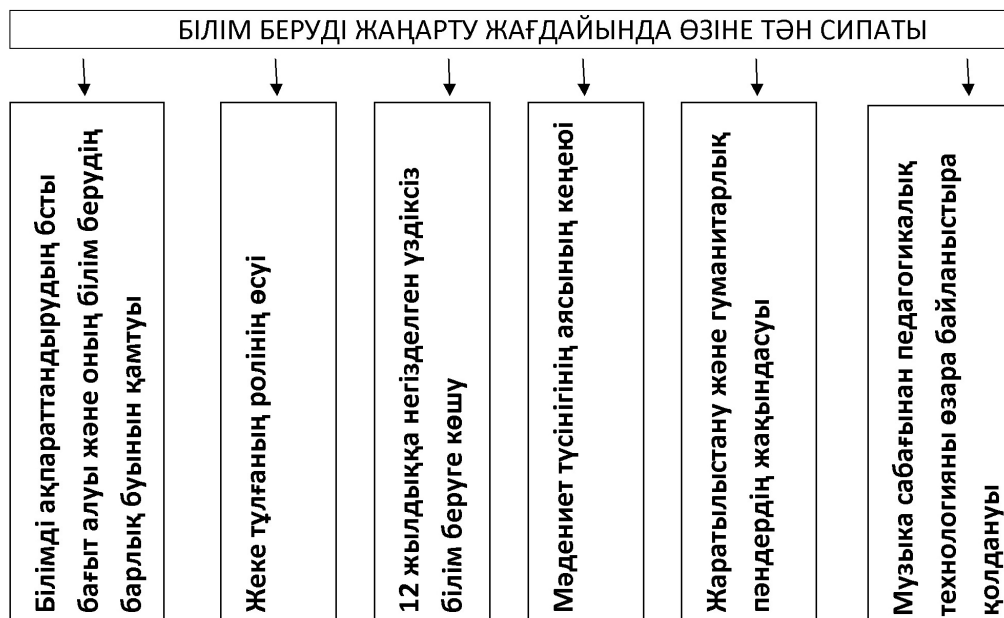 БІЛІМ БЕРУДІ ЖАҢАРТУ ЖАҒДАЙЫНДА ӨЗІНЕ ТӘН СИПАТЫ
Білімді ақпараттандырудың бсты
бағыт алуы және оның білім берудің
барлық буынын қамтуы
Жеке тұлғаның ролінің өсуі
12 жылдыққа негізделген үздіксіз
білім беруге көшу
Мәдениет түсінігінің аясының кеңеюі
Жаратылыстану және гуманитарлық
пәндердің жақындасуы
Музыка сабағынан педагогикалық
технологияны өзара байланыстыра
қолдануы